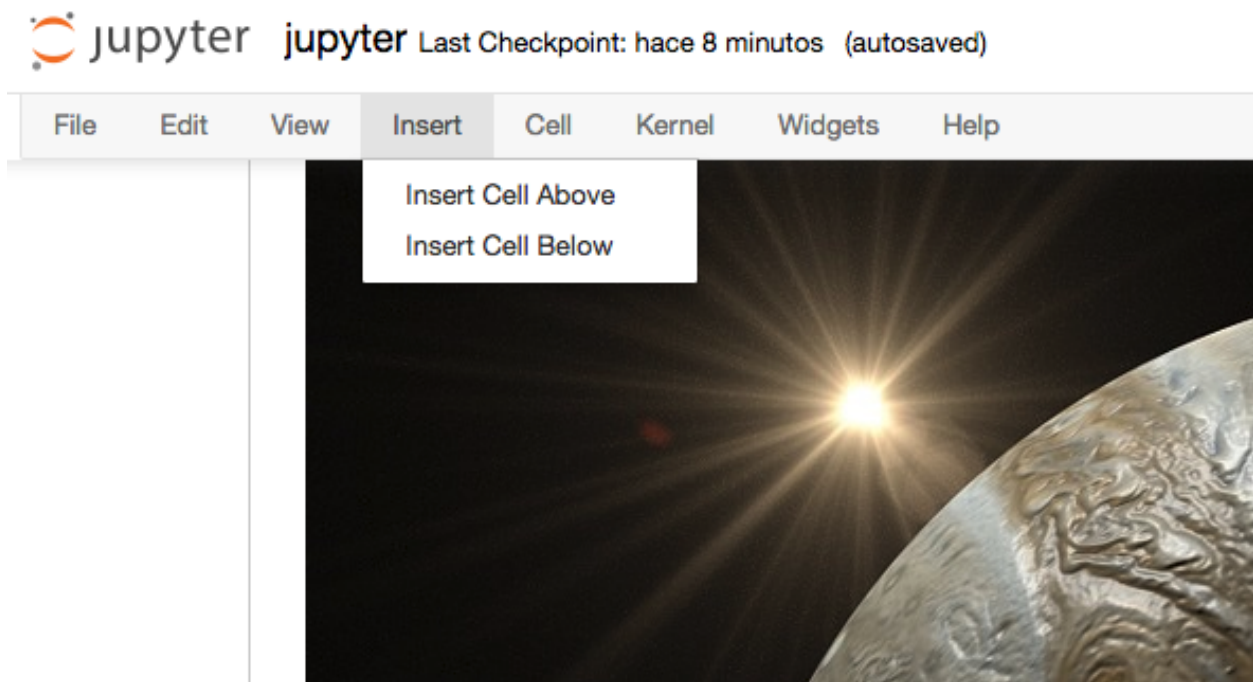 jupyter jupyter Last Checkpoint: hace 8 minutos (autosaved)
File Edit View Insert Cell Kernel Widgets Help
Insert Cell Above
Insert Cell Below